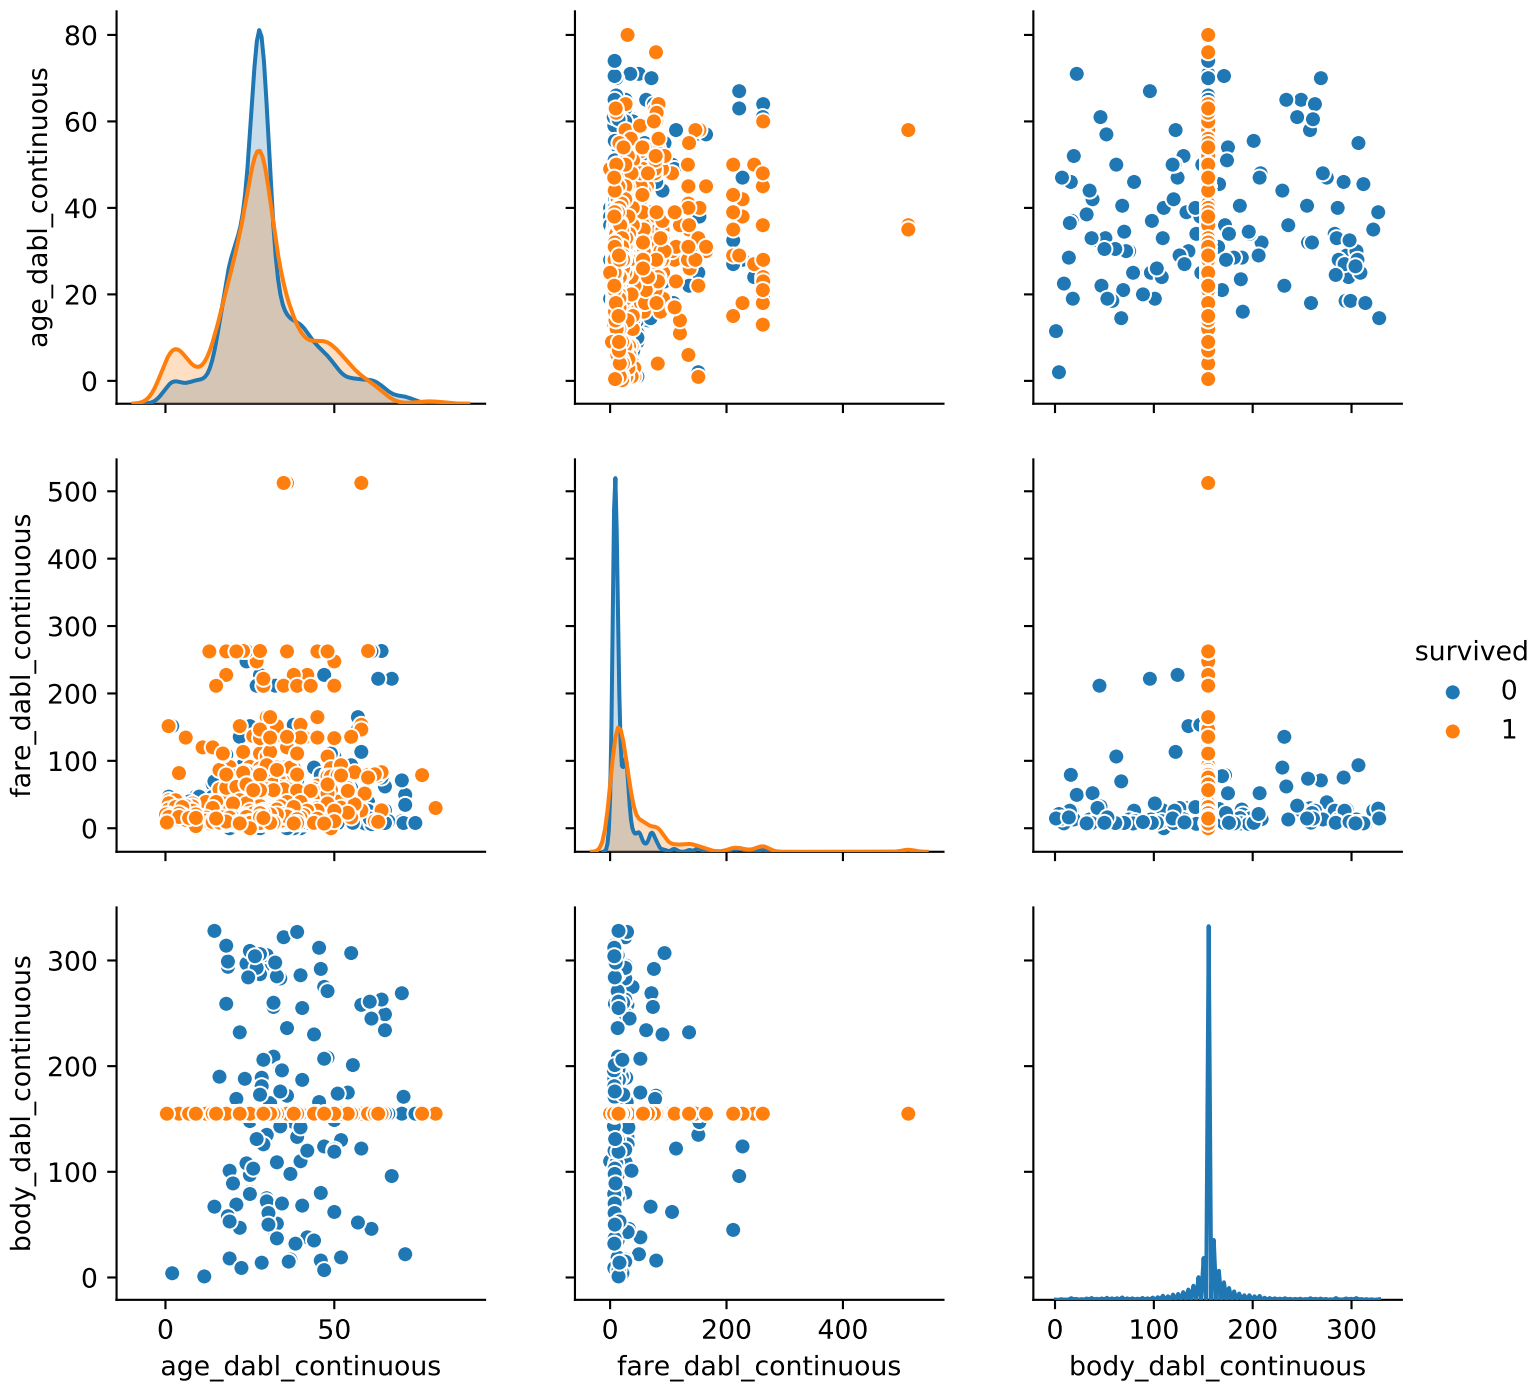 80
60
40
20
0
age_dabl_continuous
500
400
300
200
100
0
fare_dabl_continuous
survived
0
1
300
200
100
0
body_dabl_continuous
0 50
0 200 400
0 100 200 300
age_dabl_continuous
fare_dabl_continuous
body_dabl_continuous